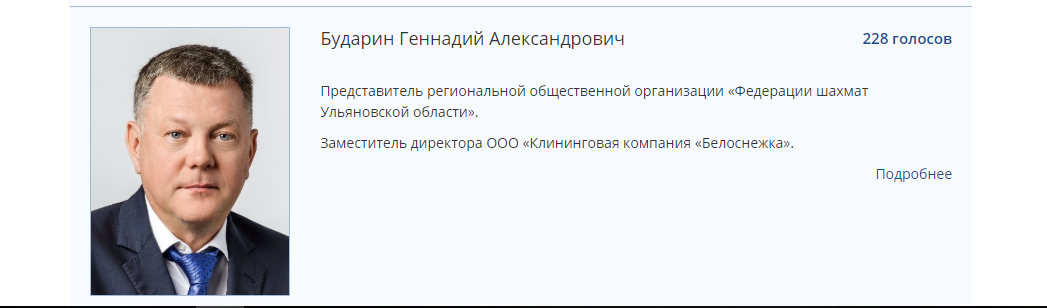 Бударин Геннадий Александрович
228 голосов
Представитель региональной общественной организации «Федерации шахмат
Ульяновской области».
Заместитель директора ООО «Клининговая компания «Белоснежка».
Подробнее